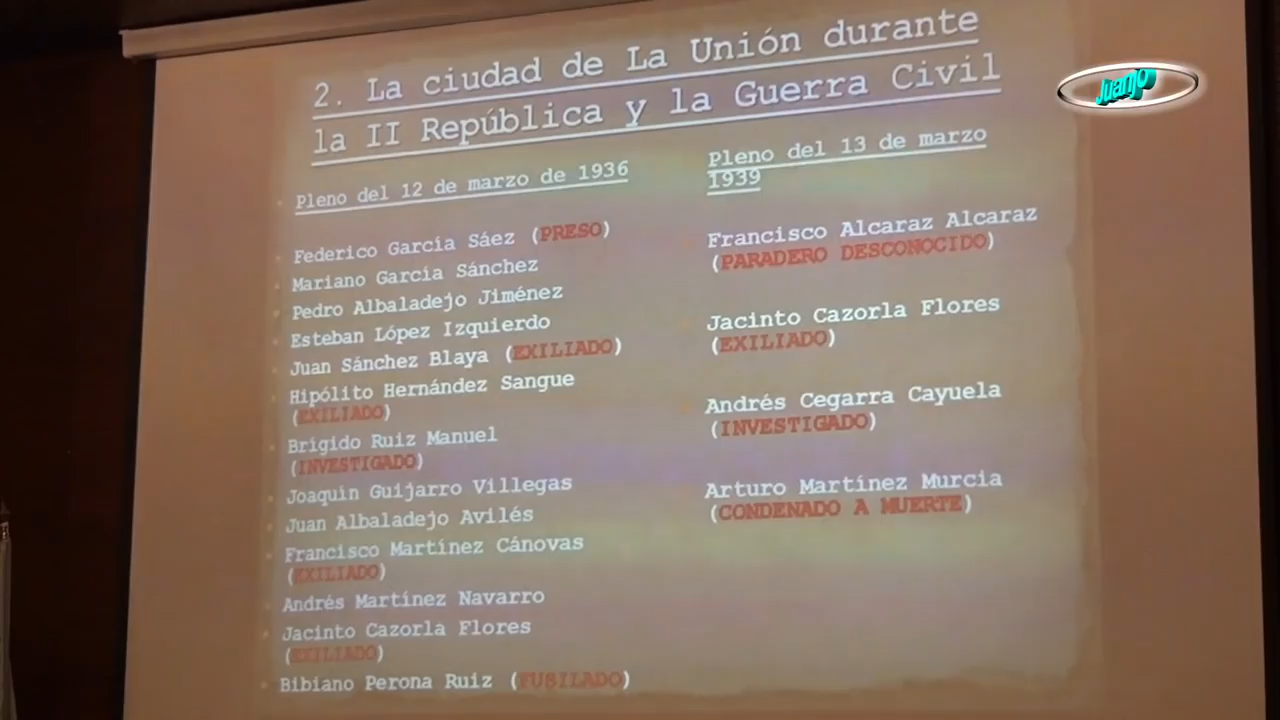 2. La ciudad de La Unión durante
la II República y la Guerra Civil
Juanjo
Pleno del 12 de marzo de 1936
Federico García Sáez (PRESO)
Mariano García Sánchez
Pedro Albaladejo Jiménez
Esteban López Izquierdo
Juan Sánchez Blaya (EXILIADO)
Hipólito Hernández Sangue
(EXILIADO)
Brígido Ruiz Manuel
(INVESTIGADO)
Joaquín Guijarro Villegas
Juan Albaladejo Avilés
Francisco Martínez Cánovas
(EXILIADO)
Andrés Martínez Navarro
Jacinto Cazorla Flores
(EXILIADO)
Bibiano Perona Ruiz (FUSILADO)
Pleno del 13 de marzo
1939
Francisco Alcaraz Alcaraz
(PARADERO DESCONOCIDO)
Jacinto Cazorla Flores
(EXILIADO)
Andrés Cegarra Cayuela
(INVESTIGADO)
Arturo Martínez Murcia
(CONDENADO A MUERTE)